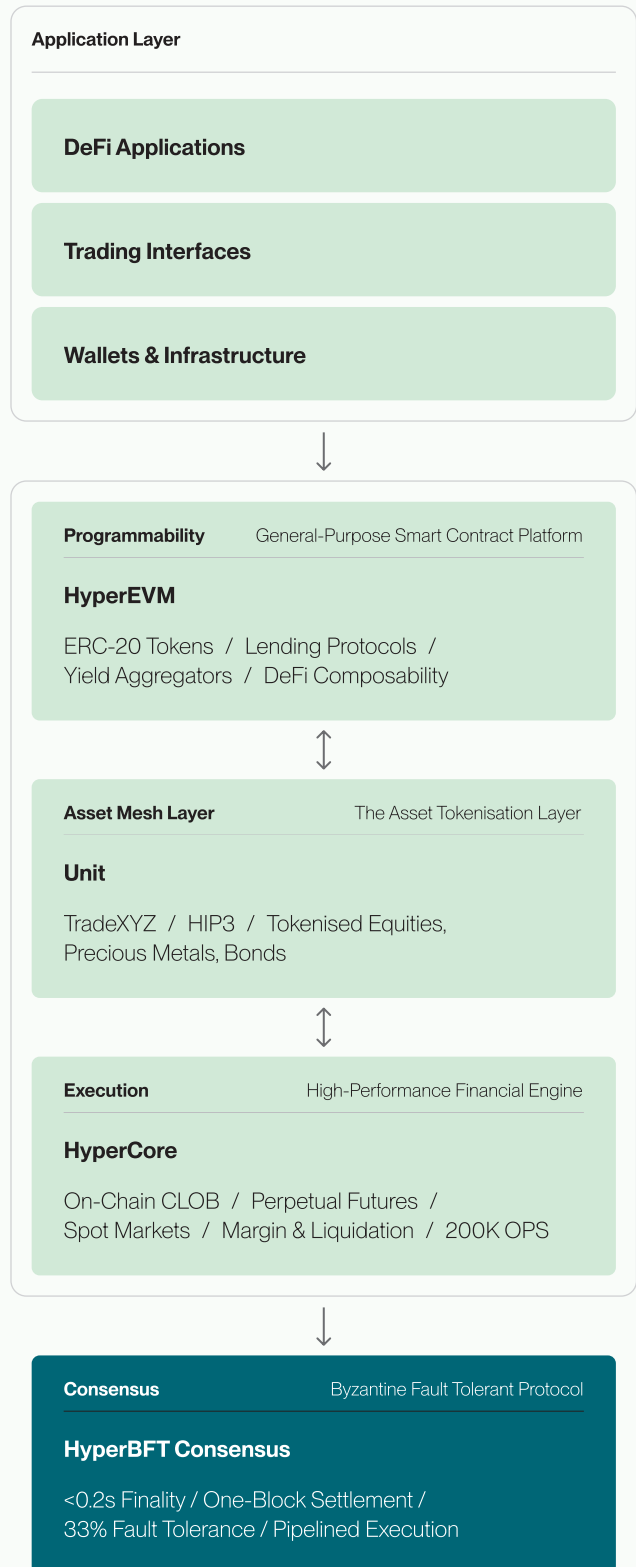 Application Layer
DeFi Applications
Trading Interfaces
Wallets & Infrastructure
Programmability General-Purpose Smart Contract Platform
HyperEVM
ERC-20 Tokens / Lending Protocols /
Yield Aggregators / DeFi Composability
Asset Mesh Layer The Asset Tokenisation Layer
Unit
TradeXYZ / HIP3 / Tokenised Equities,
Precious Metals, Bonds
Execution High-Performance Financial Engine
HyperCore
On-Chain CLOB / Perpetual Futures /
Spot Markets / Margin & Liquidation / 200K OPS
Consensus Byzantine Fault Tolerant Protocol
HyperBFT Consensus
<0.2s Finality / One-Block Settlement /
33% Fault Tolerance / Pipelined Execution